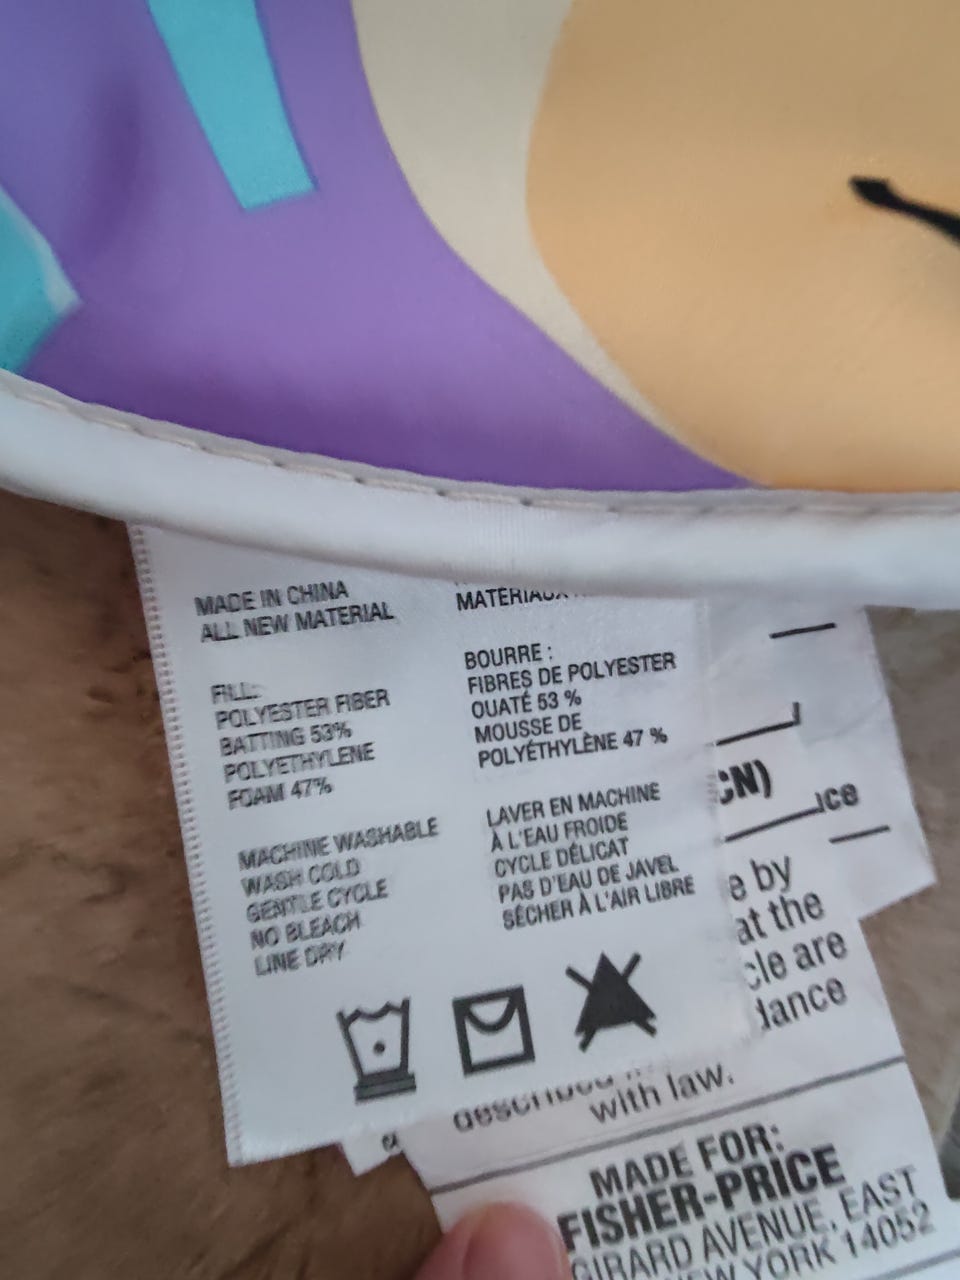 MADE IN CHINA
ALL NEW MATERIAL
FILL:
POLYESTER FIBER
BATTING 53%
POLYETHYLENE
FOAM 47%
MACHINE WASHABLE
WASH COLD
GENTLE CYCLE
NO BLEACH
LINE DRY
MATÉRIAUX
BOURRE :
FIBRES DE POLYESTER
OUATÉ 53 %
MOUSSE DE
POLYÉTHYLÈNE 47 %
LAVER EN MACHINE
À L'EAU FROIDE
CYCLE DÉLICAT
PAS D'EAU DE JAVEL
SÉCHER À L'AIR LIBRE
CN)
ice
e by
at the
cle are
dance
described
with law.
MADE FOR:
FISHER-PRICE
GIRARD AVENUE, EAST
NEW YORK 14052